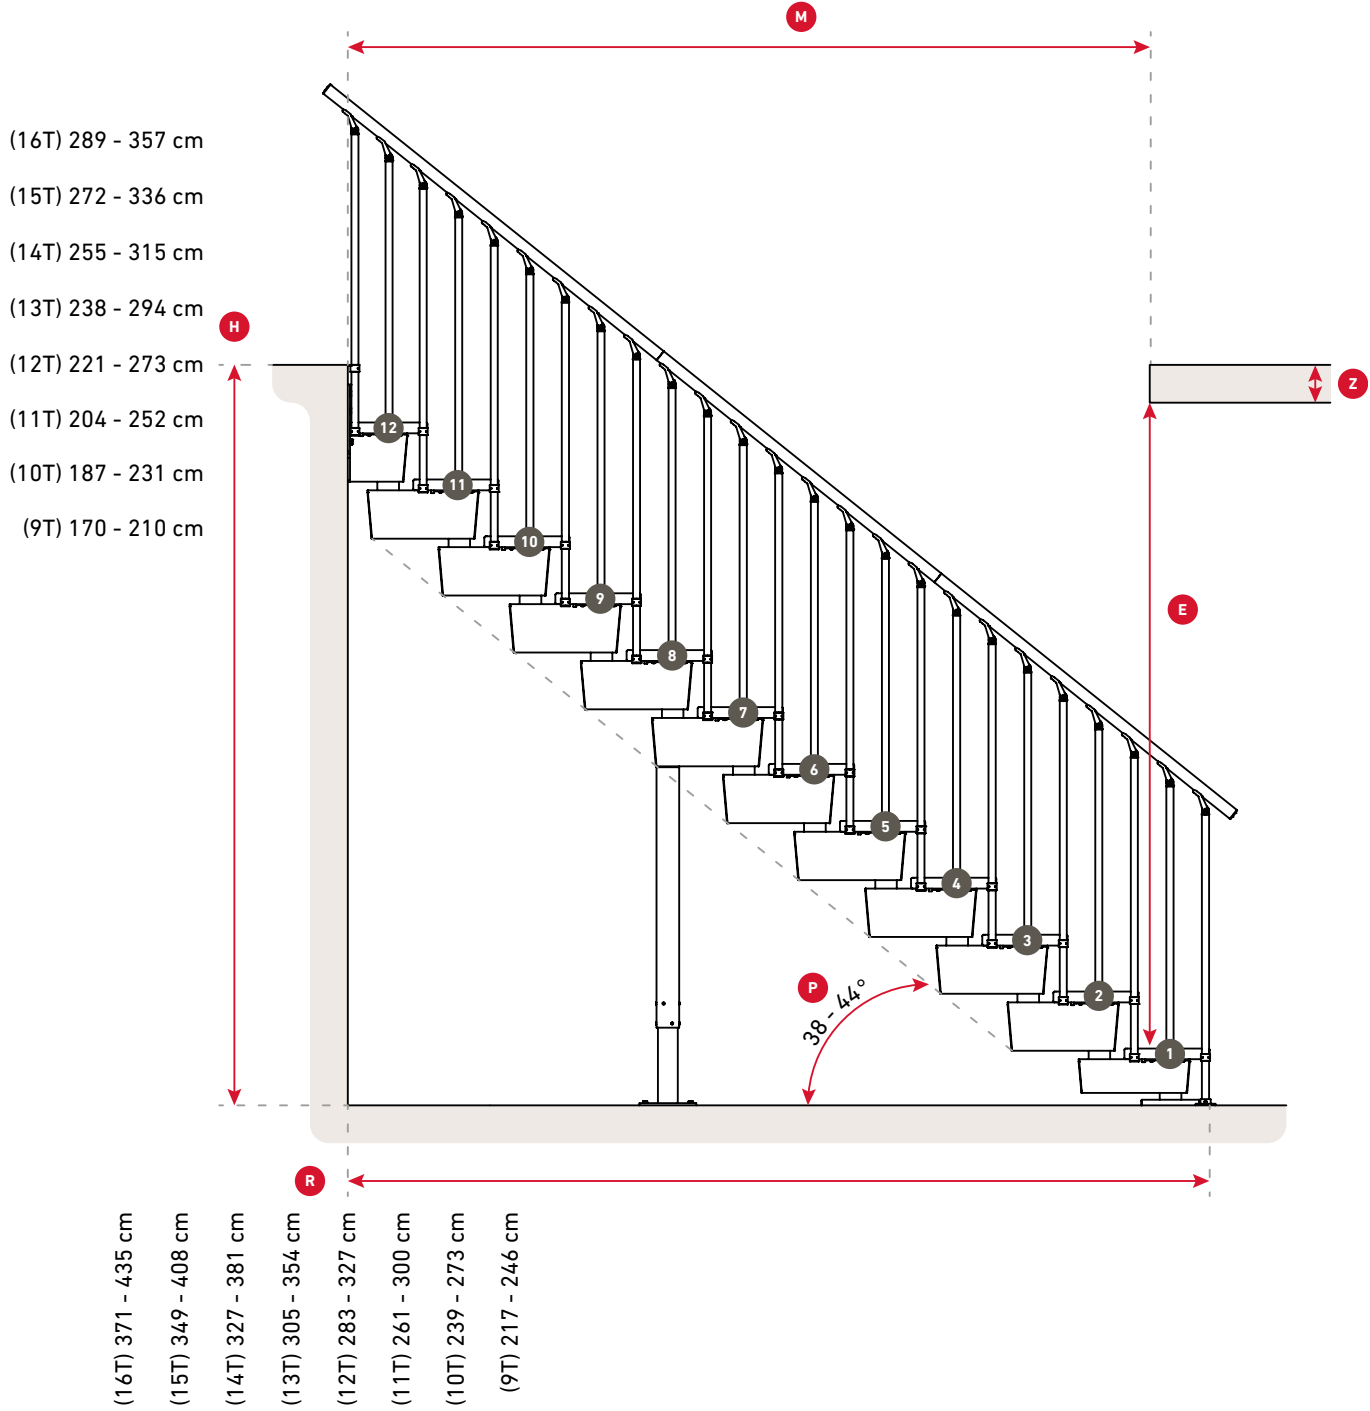 M
(16T) 289 - 357 cm
(15T) 272 - 336 cm
(14T) 255 - 315 cm
(13T) 238 - 294 cm
H
(12T) 221 - 273 cm
Z
(11T) 204 - 252 cm
12
(10T) 187 - 231 cm
11
(9T) 170 - 210 cm
10
9
E
8
7
6
5
4
3
P
38 - 44°
2
1
R
(16T) 371 - 435 cm
(15T) 349 - 408 cm
(14T) 327 - 381 cm
(13T) 305 - 354 cm
(12T) 283 - 327 cm
(11T) 261 - 300 cm
(10T) 239 - 273 cm
(9T) 217 - 246 cm